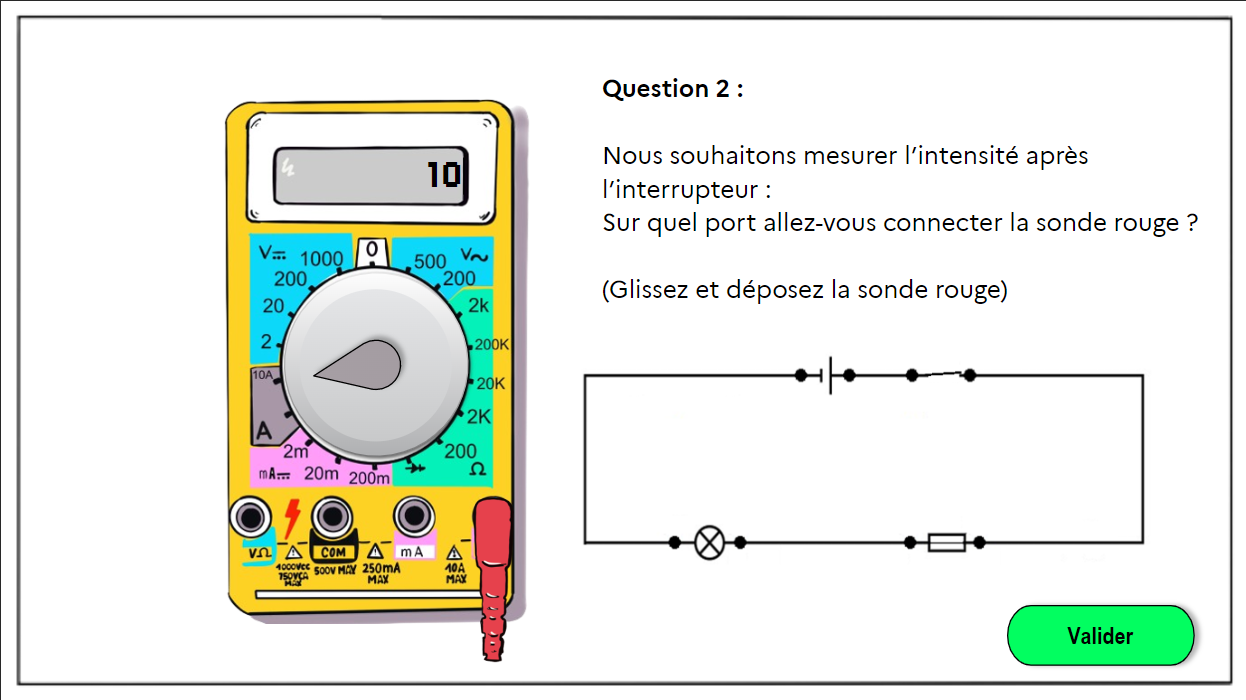 Question 2 :
Nous souhaitons mesurer l’intensité après
l’interrupteur :
Sur quel port allez-vous connecter la sonde rouge ?
(Glissez et déposez la sonde rouge)
10
V 1000 0 500 V
200 200
20 2k
2 200K
10A 20K
A 2K
2m 200
mA 20m 200m Ω
VΩ COM mA
1000Vcc 500V MAX 250mA 10A
750VCA MAX MAX
MAX
Valider